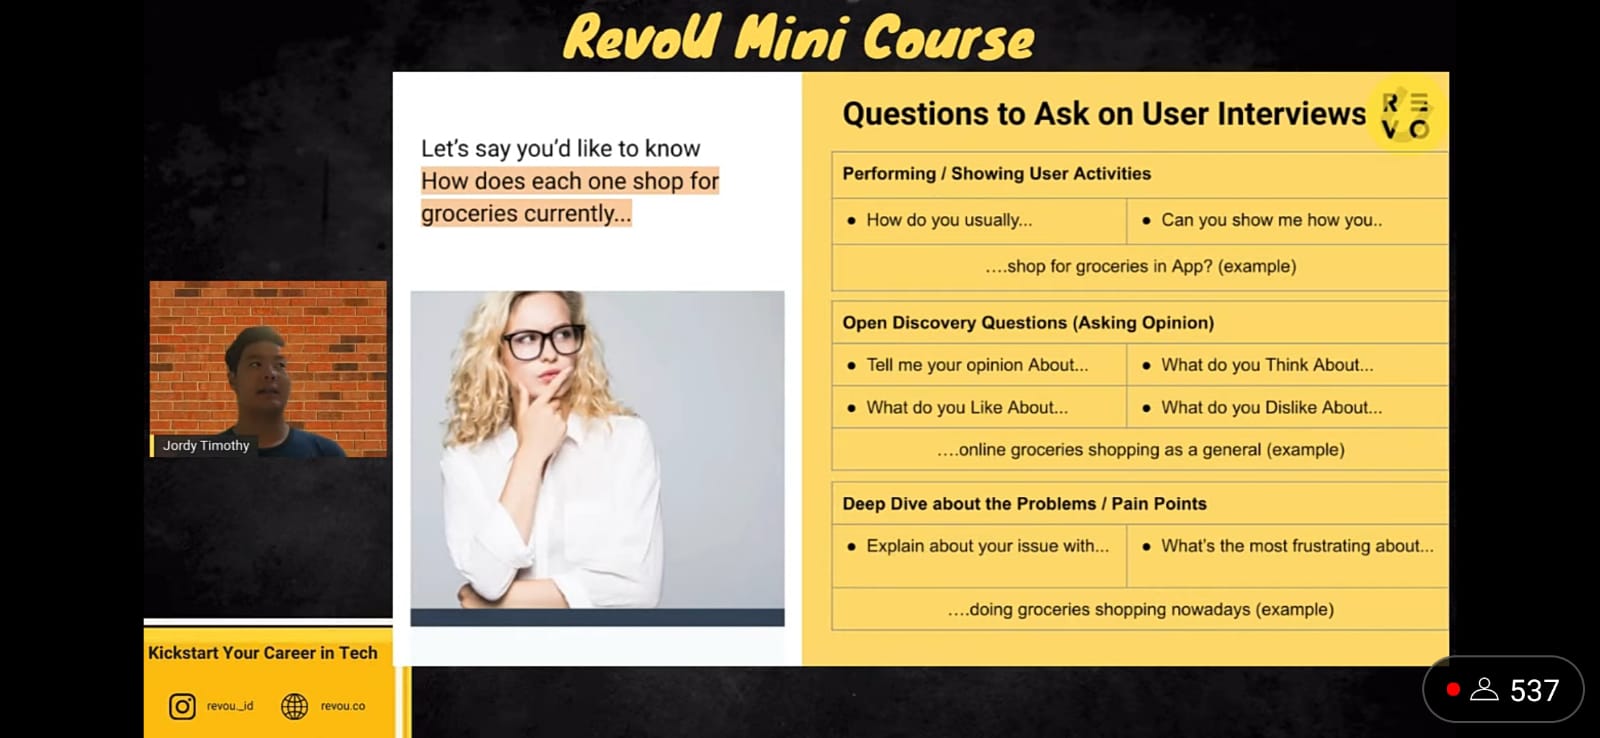 RevoU Mini Course
Let's say you'd like to know
How does each one shop for
groceries currently...
Questions to Ask on User Interviews
R E
V O
Performing / Showing User Activities
● How do you usually...
● Can you show me how you..
....shop for groceries in App? (example)
Open Discovery Questions (Asking Opinion)
● Tell me your opinion About...
● What do you Think About...
● What do you Like About...
● What do you Dislike About...
....online groceries shopping as a general (example)
Deep Dive about the Problems / Pain Points
● Explain about your issue with...
● What's the most frustrating about...
....doing groceries shopping nowadays (example)
Jordy Timothy
Kickstart Your Career in Tech
revou_id
revou.co
537